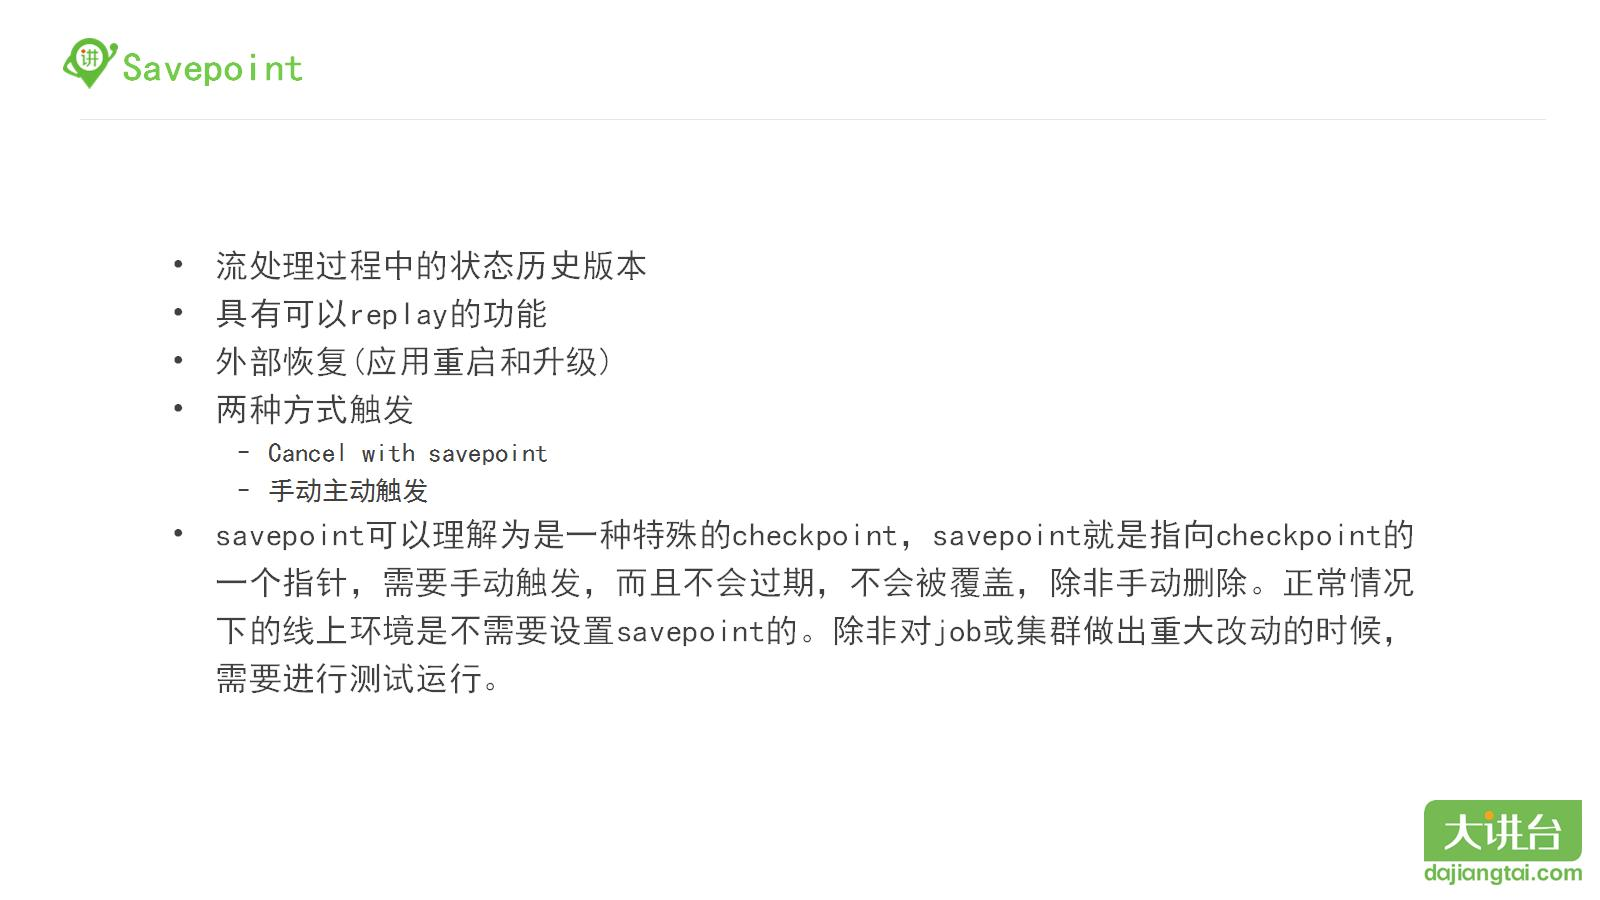 讲
Savepoint
• 流处理过程中的状态历史版本
• 具有可以replay的功能
• 外部恢复(应用重启和升级)
• 两种方式触发
- Cancel with savepoint
- 手动主动触发
• savepoint可以理解为是一种特殊的checkpoint，savepoint就是指向checkpoint的
一个指针，需要手动触发，而且不会过期，不会被覆盖，除非手动删除。正常情况
下的线上环境是不需要设置savepoint的。除非对job或集群做出重大改动的时候，
需要进行测试运行。
大讲台
dajiangtai.com